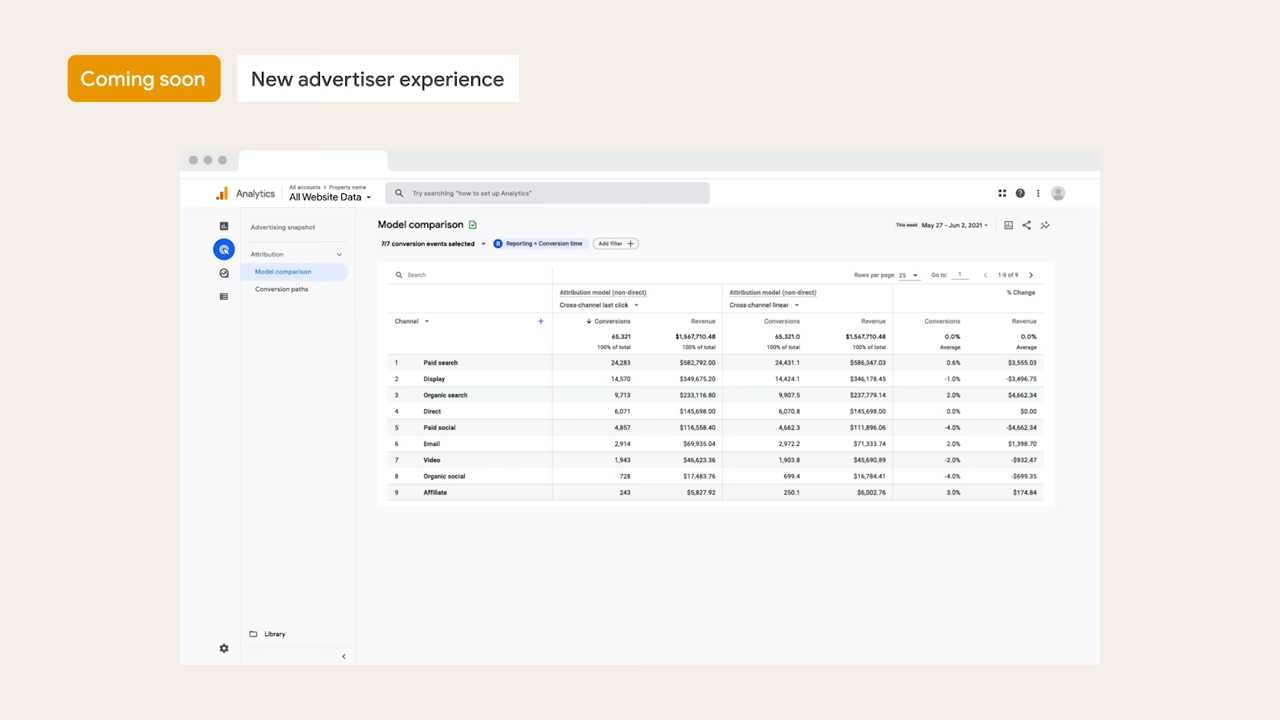 Coming soon
New advertiser experience
Analytics
All accounts > Property name
All Website Data
Try searching "how to set up Analytics"
Advertising snapshot
Attribution
Model comparison
Conversion paths
Library
Model comparison
This week May 27 - Jun 2, 2021
7/7 conversion events selected
R Reporting = Conversion time
Add filter +
Search
Rows per page: 25
Go to: 1
1-9 of 9
Attribution model (non-direct) Attribution model (non-direct) % Change
Cross-channel last click Cross-channel linear
Channel + Conversions Revenue Conversions Revenue Conversions Revenue
65,321 $1,567,710.48 65,321.0 $1,567,710.48 0.0% 0.0%
100% of total 100% of total 100% of total 100% of total Average Average
1 Paid search 24,283 $582,792.00 24,431.1 $586,347.03 0.6% $3,555.03
2 Display 14,570 $349,675.20 14,424.1 $346,178.45 -1.0% -$3,496.75
3 Organic search 9,713 $233,116.80 9,907.5 $237,779.14 2.0% $4,662.34
4 Direct 6,071 $145,698.00 6,070.8 $145,698.00 0.0% $0.00
5 Paid social 4,857 $116,558.40 4,662.3 $111,896.06 -4.0% -$4,662.34
6 Email 2,914 $69,935.04 2,972.2 $71,333.74 2.0% $1,398.70
7 Video 1,943 $46,623.36 1,903.8 $45,690.89 -2.0% -$932.47
8 Organic social 728 $17,483.76 699.4 $16,784.41 -4.0% -$699.35
9 Affiliate 243 $5,827.92 250.1 $6,002.76 3.0% $174.84